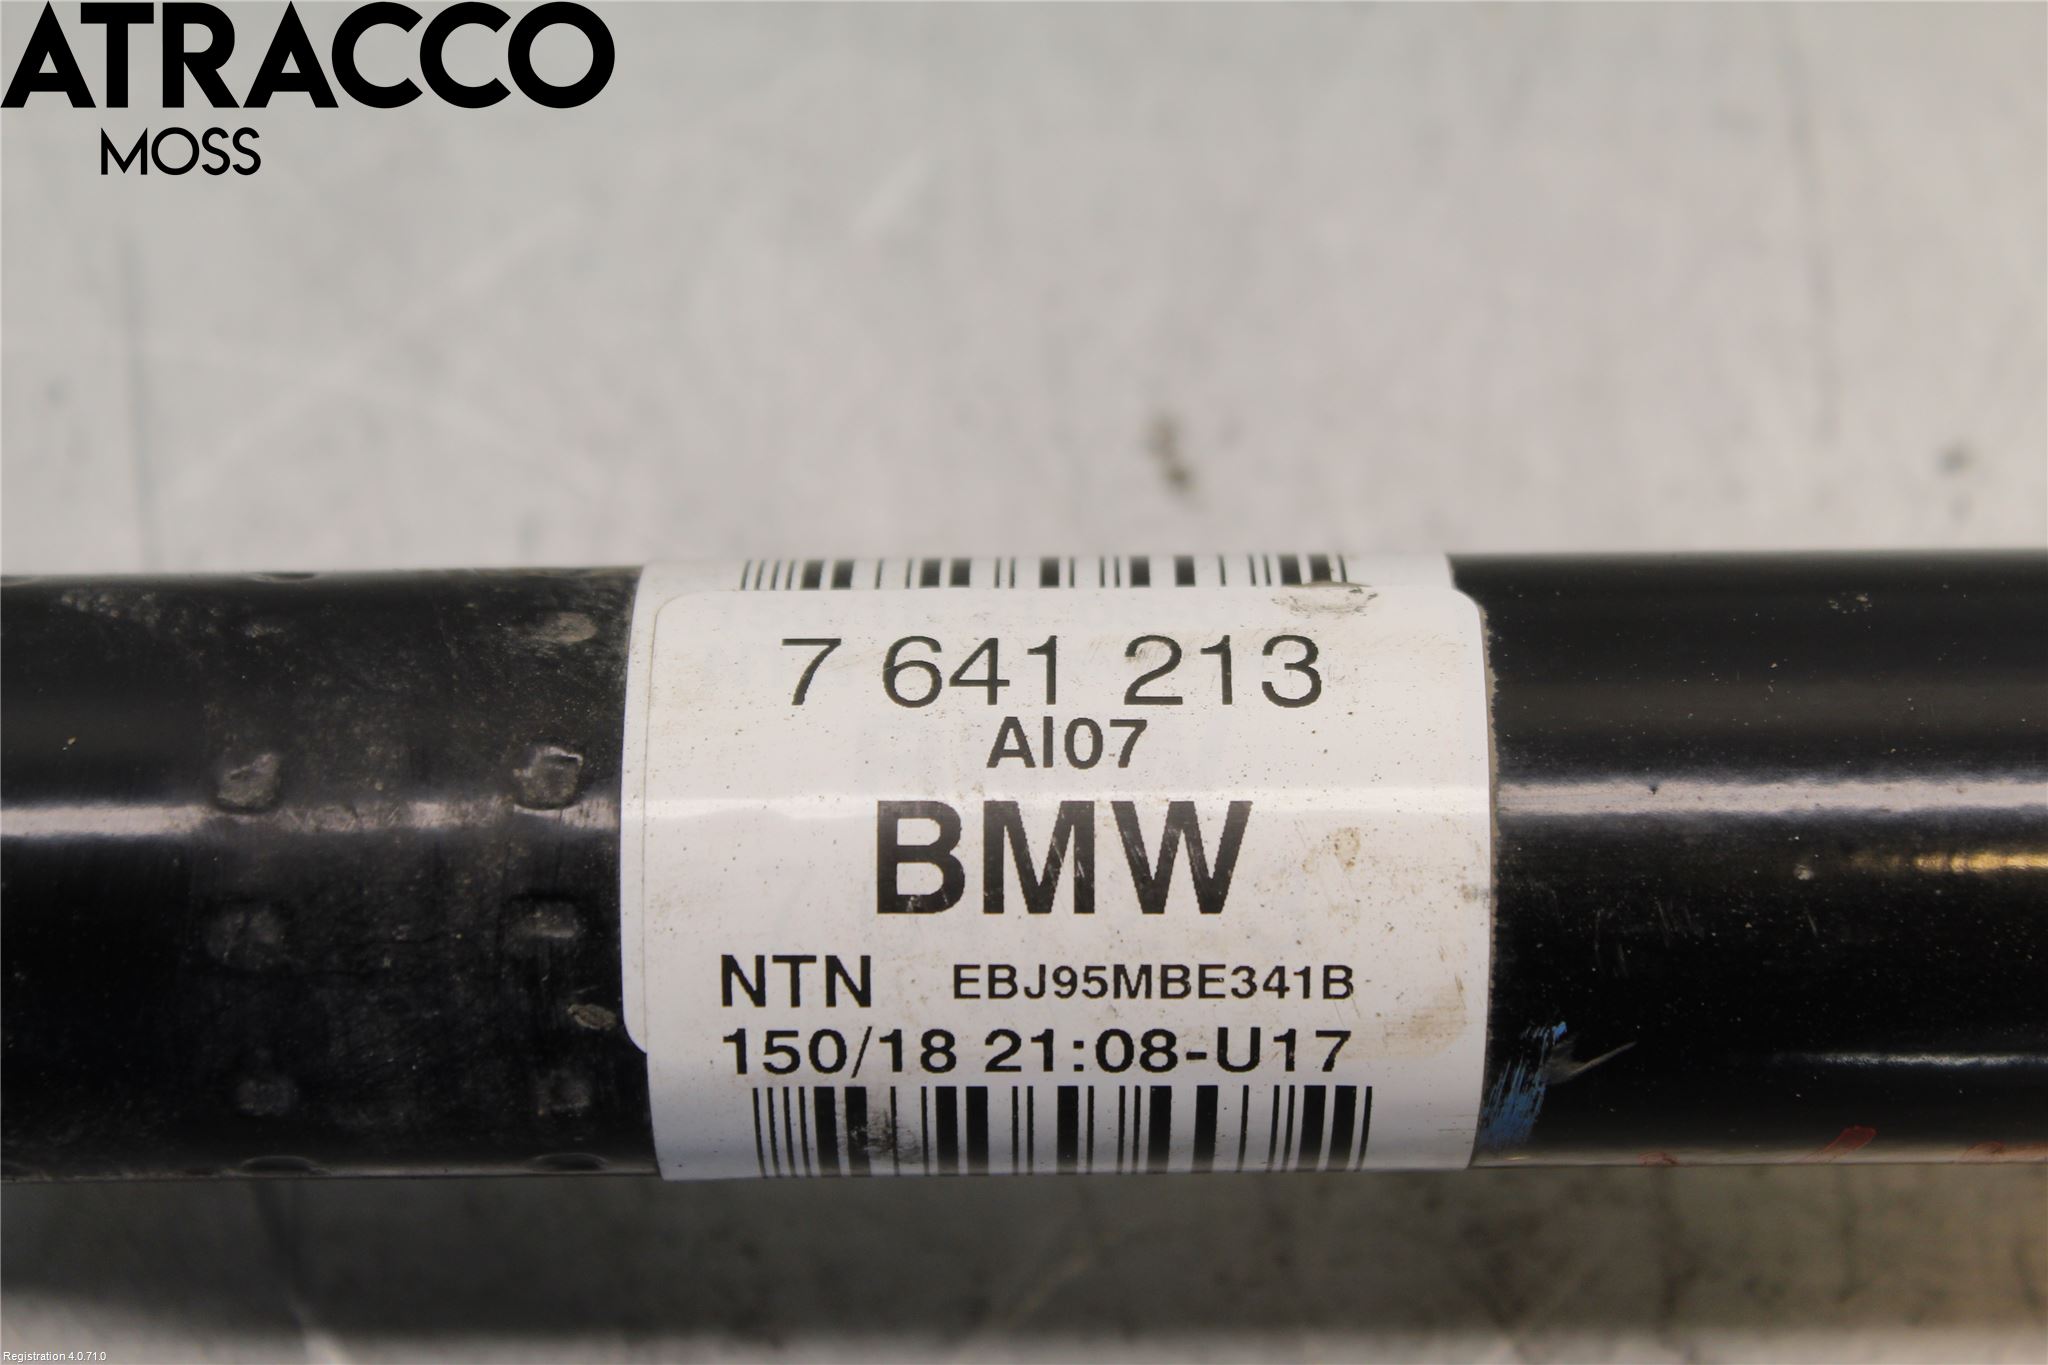 ATRACCO
MOSS
7 641 213
AI07
BMW
NTN EBJ95MBE341B
150/18 21:08-U17
Registration 4.0.71.0